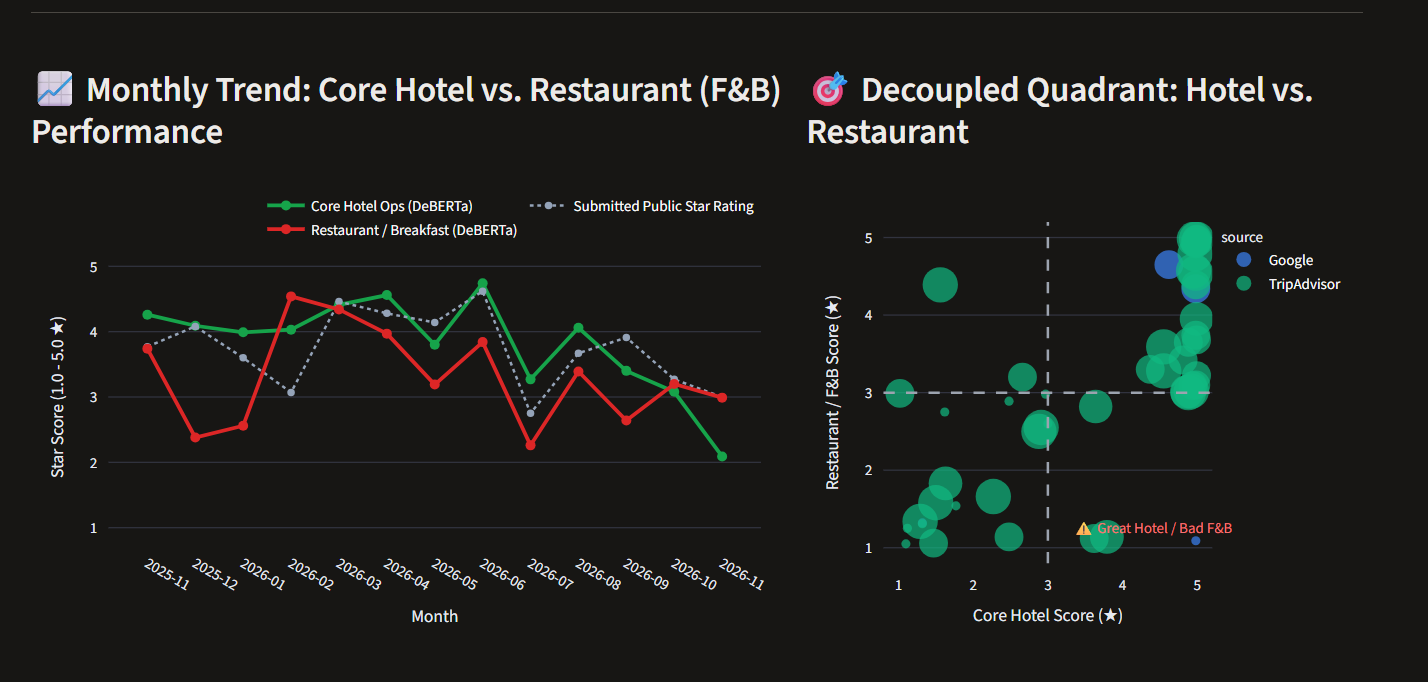 📈 Monthly Trend: Core Hotel vs. Restaurant (F&B)
Performance
Core Hotel Ops (DeBERTa)
Submitted Public Star Rating
Restaurant / Breakfast (DeBERTa)
Star Score (1.0 - 5.0 ★)
5
4
3
2
1
2025-11
2025-12
2026-01
2026-02
2026-03
2026-04
2026-05
2026-06
2026-07
2026-08
2026-09
2026-10
2026-11
Month
🎯 Decoupled Quadrant: Hotel vs.
Restaurant
source
Google
TripAdvisor
Restaurant / F&B Score (★)
5
4
3
2
1
⚠️ Great Hotel / Bad F&B
1
2
3
4
5
Core Hotel Score (★)